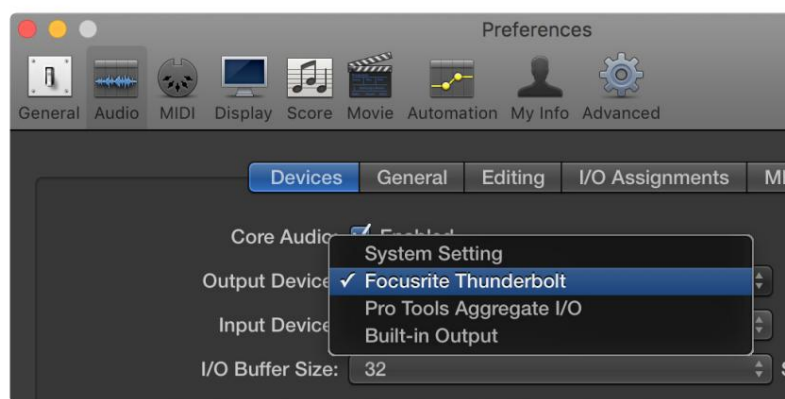 Preferences
General Audio MIDI Display Score Movie Automation My Info Advanced
Devices General Editing I/O Assignments
Core Audio: Enabled
System Setting
Output Device ✓ Focusrite Thunderbolt
Pro Tools Aggregate I/O
Input Device
Built-in Output
I/O Buffer Size: 32